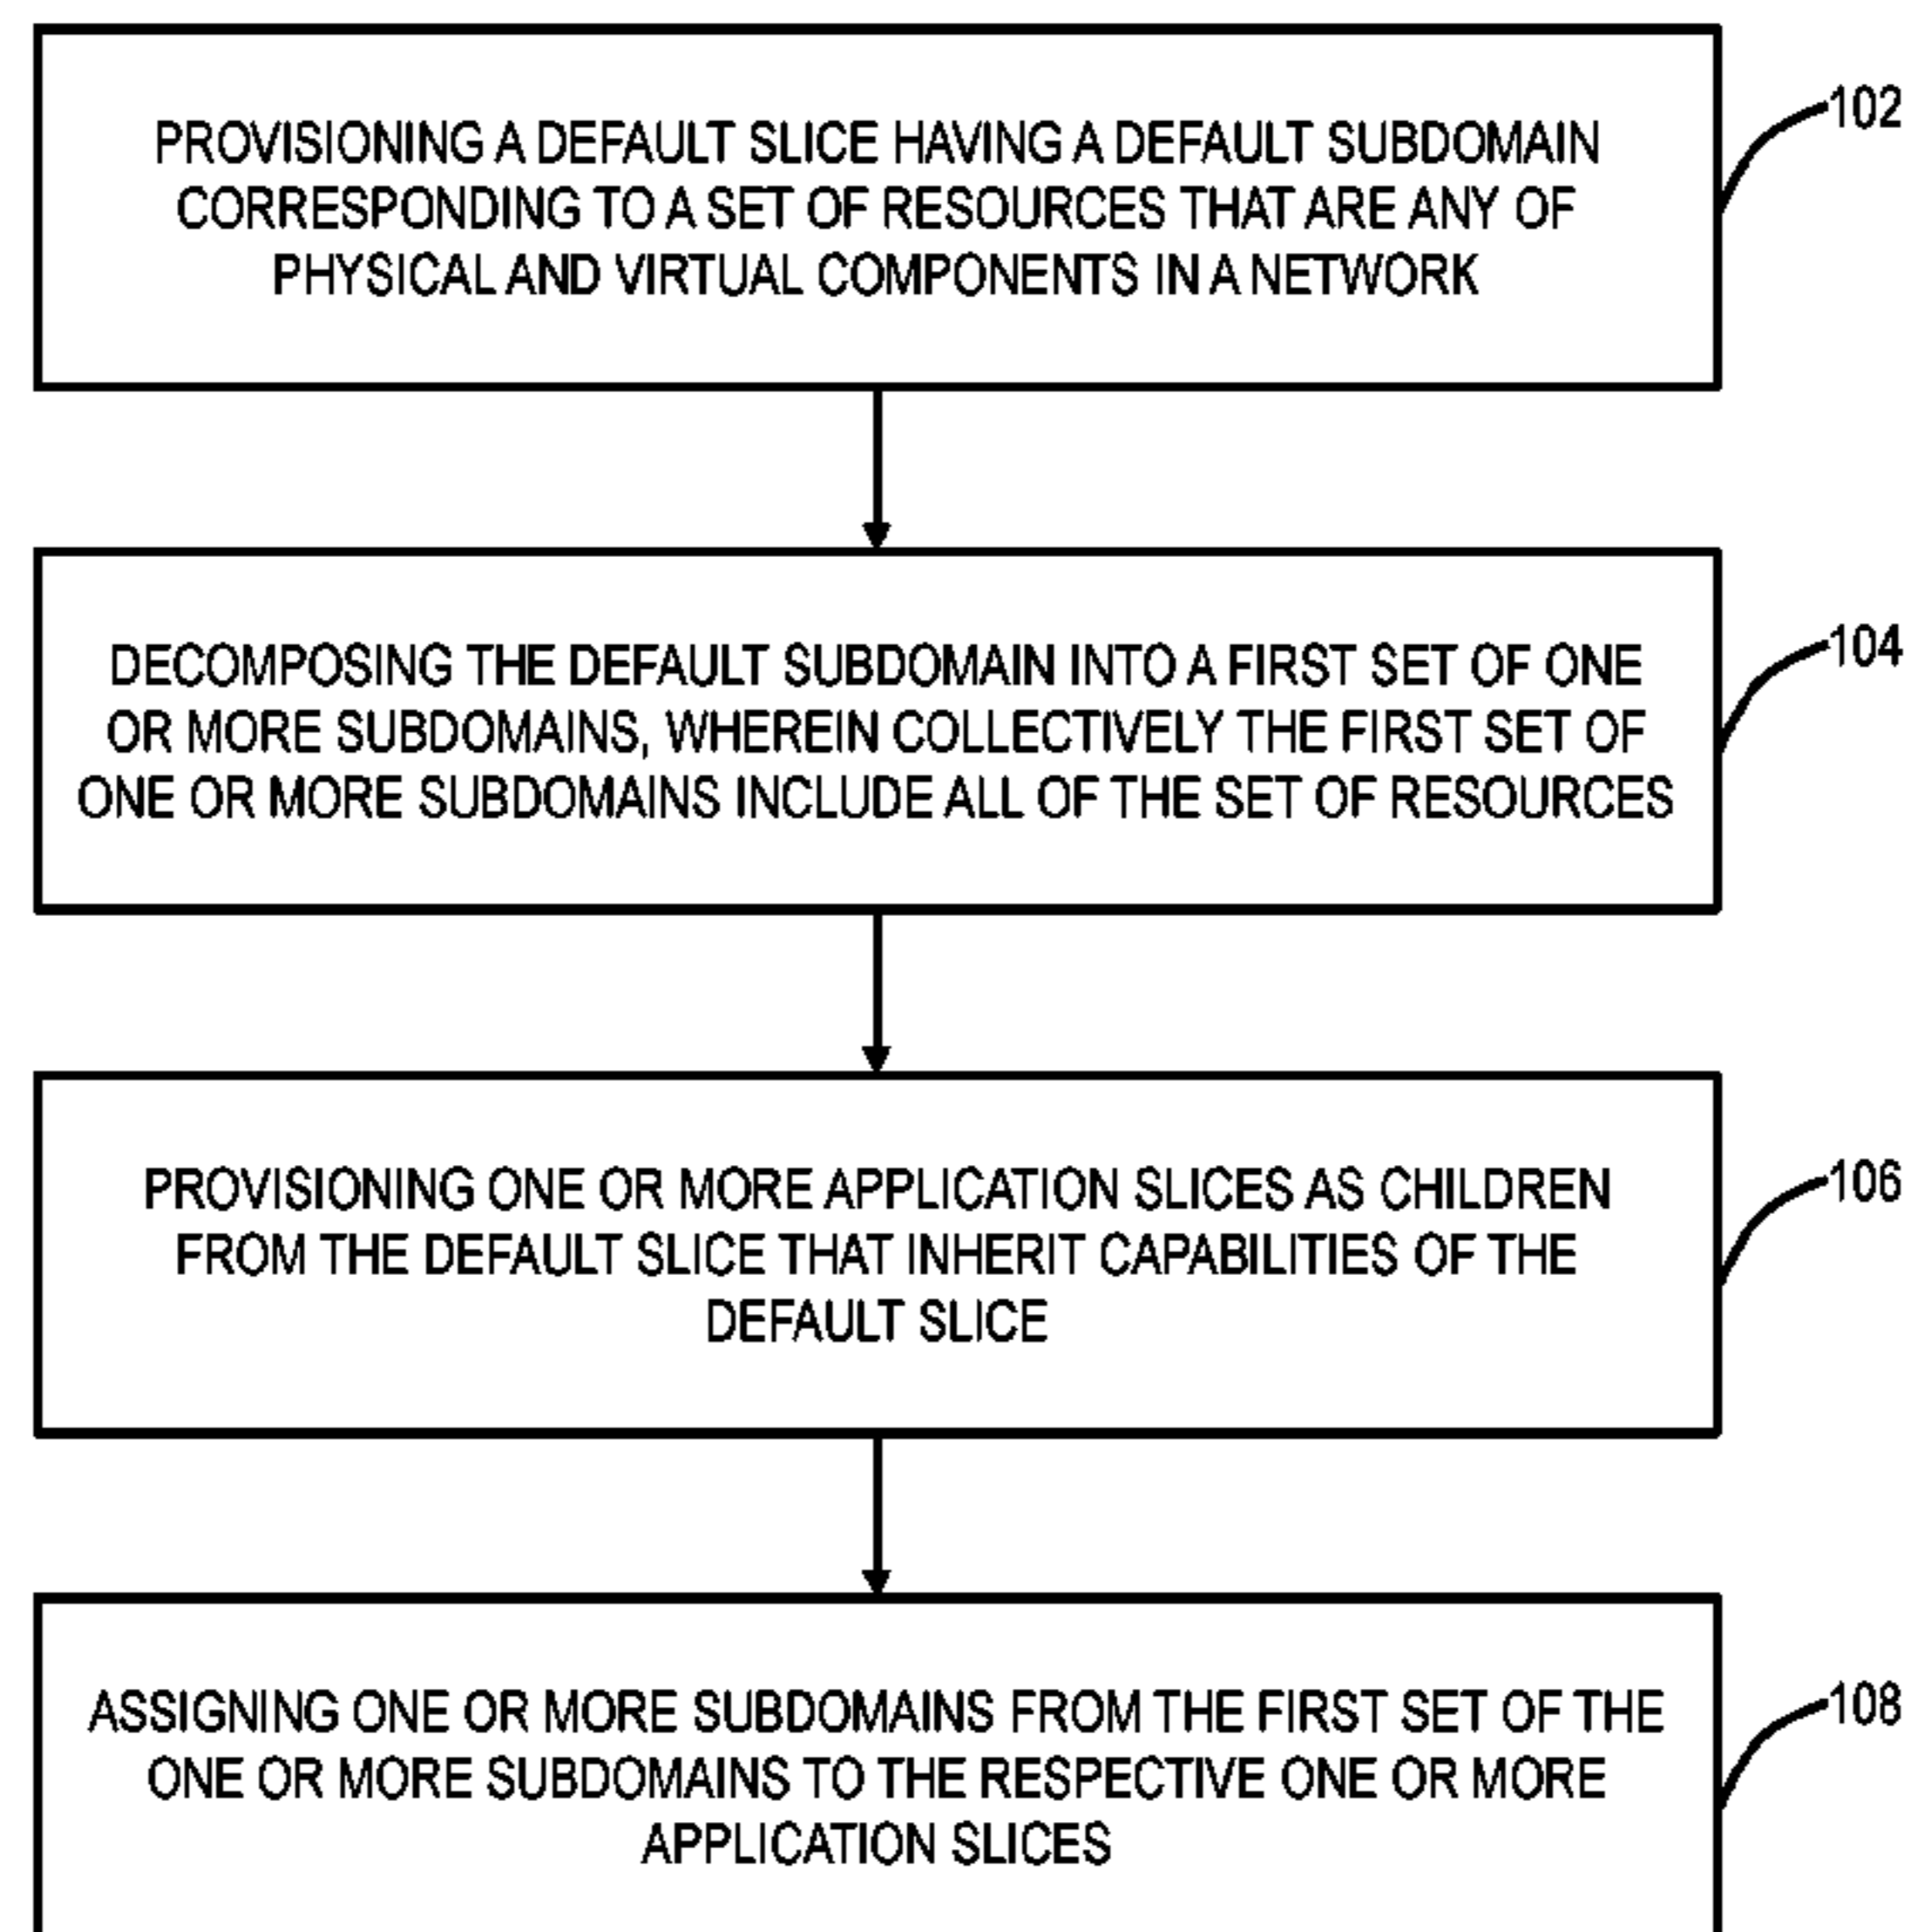 PROVISIONING A DEFAULT SLICE HAVING A DEFAULT SUBDOMAIN
CORRESPONDING TO A SET OF RESOURCES THAT ARE ANY OF
PHYSICAL AND VIRTUAL COMPONENTS IN A NETWORK
102
DECOMPOSING THE DEFAULT SUBDOMAIN INTO A FIRST SET OF ONE
OR MORE SUBDOMAINS, WHEREIN COLLECTIVELY THE FIRST SET OF
ONE OR MORE SUBDOMAINS INCLUDE ALL OF THE SET OF RESOURCES
104
PROVISIONING ONE OR MORE APPLICATION SLICES AS CHILDREN
FROM THE DEFAULT SLICE THAT INHERIT CAPABILITIES OF THE
DEFAULT SLICE
106
ASSIGNING ONE OR MORE SUBDOMAINS FROM THE FIRST SET OF THE
ONE OR MORE SUBDOMAINS TO THE RESPECTIVE ONE OR MORE
APPLICATION SLICES
108